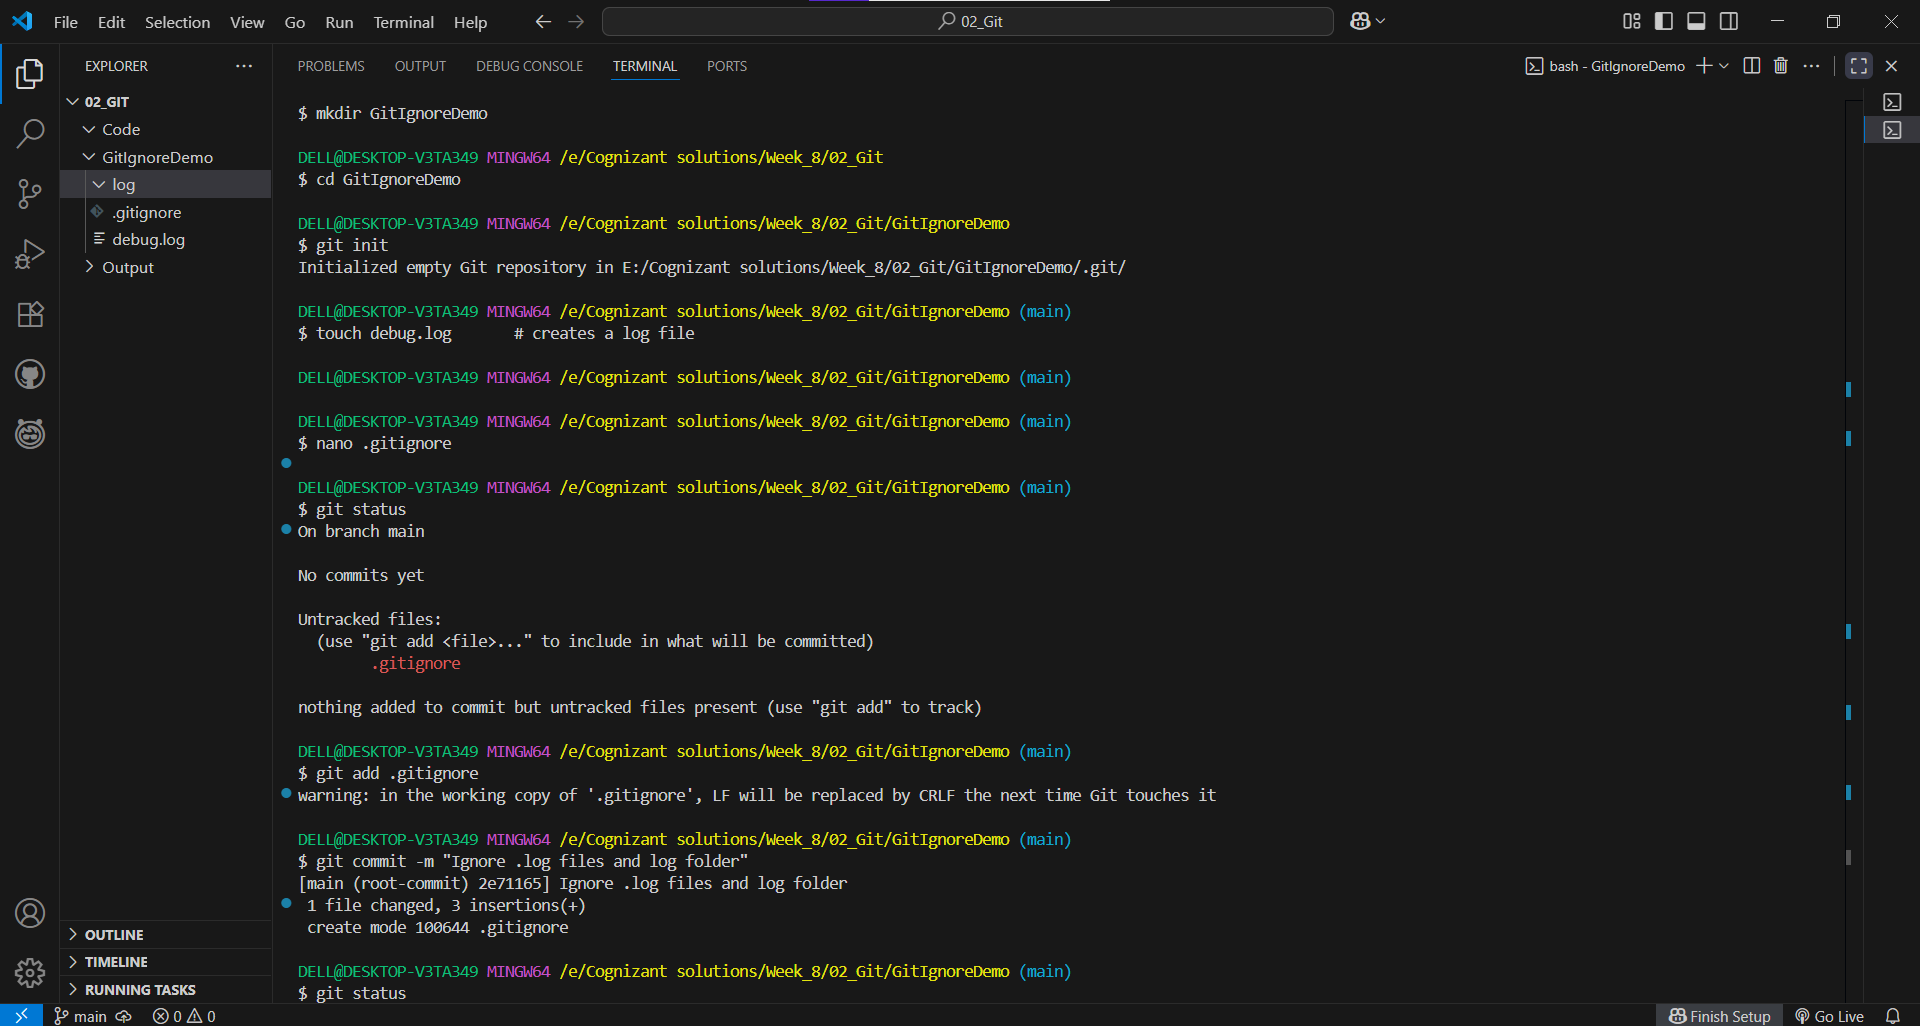 File Edit Selection View Go Run Terminal Help 02_Git
EXPLORER
02_GIT
Code
GitIgnoreDemo
log
.gitignore
debug.log
Output
OUTLINE
TIMELINE
RUNNING TASKS
PROBLEMS OUTPUT DEBUG CONSOLE TERMINAL PORTS bash - GitIgnoreDemo
$ mkdir GitIgnoreDemo
DELL@DESKTOP-V3TA349 MINGW64 /e/Cognizant solutions/Week_8/02_Git
$ cd GitIgnoreDemo
DELL@DESKTOP-V3TA349 MINGW64 /e/Cognizant solutions/Week_8/02_Git/GitIgnoreDemo
$ git init
Initialized empty Git repository in E:/Cognizant solutions/Week_8/02_Git/GitIgnoreDemo/.git/
DELL@DESKTOP-V3TA349 MINGW64 /e/Cognizant solutions/Week_8/02_Git/GitIgnoreDemo (main)
$ touch debug.log       # creates a log file
DELL@DESKTOP-V3TA349 MINGW64 /e/Cognizant solutions/Week_8/02_Git/GitIgnoreDemo (main)
DELL@DESKTOP-V3TA349 MINGW64 /e/Cognizant solutions/Week_8/02_Git/GitIgnoreDemo (main)
$ nano .gitignore
DELL@DESKTOP-V3TA349 MINGW64 /e/Cognizant solutions/Week_8/02_Git/GitIgnoreDemo (main)
$ git status
On branch main
No commits yet
Untracked files:
(use "git add <file>..." to include in what will be committed)
.gitignore
nothing added to commit but untracked files present (use "git add" to track)
DELL@DESKTOP-V3TA349 MINGW64 /e/Cognizant solutions/Week_8/02_Git/GitIgnoreDemo (main)
$ git add .gitignore
warning: in the working copy of '.gitignore', LF will be replaced by CRLF the next time Git touches it
DELL@DESKTOP-V3TA349 MINGW64 /e/Cognizant solutions/Week_8/02_Git/GitIgnoreDemo (main)
$ git commit -m "Ignore .log files and log folder"
[main (root-commit) 2e71165] Ignore .log files and log folder
1 file changed, 3 insertions(+)
create mode 100644 .gitignore
DELL@DESKTOP-V3TA349 MINGW64 /e/Cognizant solutions/Week_8/02_Git/GitIgnoreDemo (main)
$ git status
main 0 0 Finish Setup Go Live